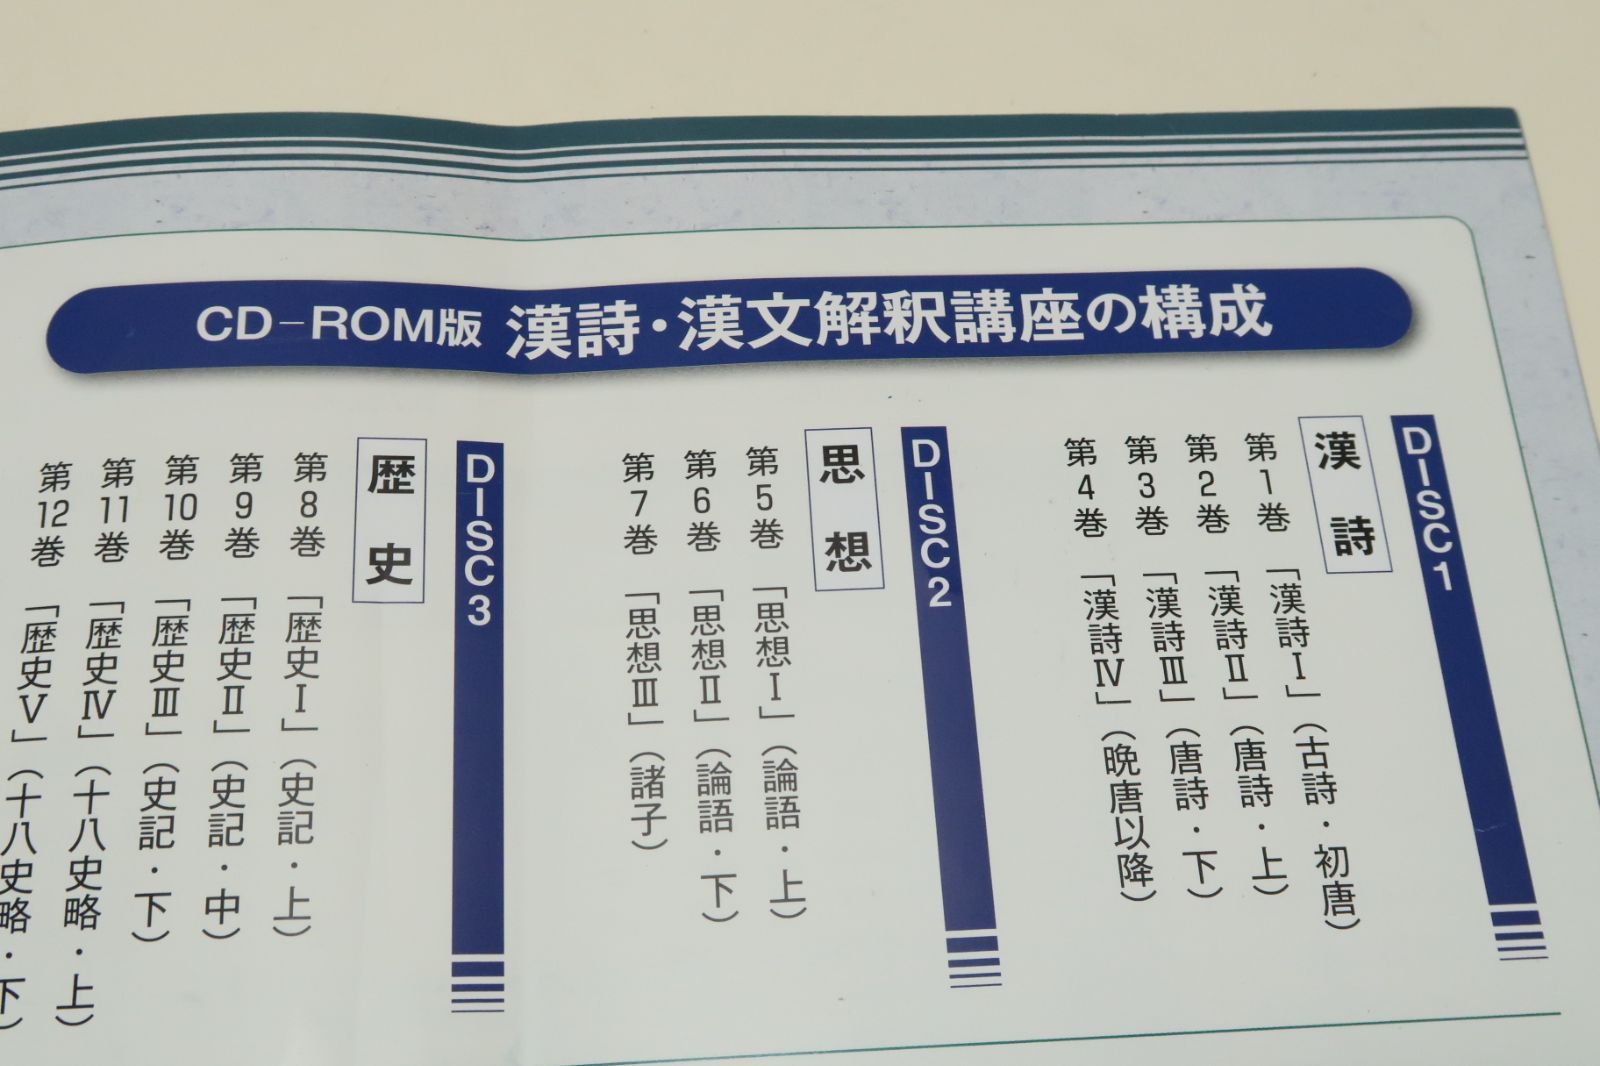 CD-ROM版 漢詩・漢文解釈講座の構成
DISC1
漢詩
第1巻「漢詩Ⅰ」(古詩・初唐)
第2巻「漢詩Ⅱ」(唐詩・上)
第3巻「漢詩Ⅲ」(唐詩・下)
第4巻「漢詩Ⅳ」(晩唐以降)
DISC2
思想
第5巻「思想Ⅰ」(論語・上)
第6巻「思想Ⅱ」(論語・下)
第7巻「思想Ⅲ」(諸子)
DISC3
歴史
第8巻「歴史Ⅰ」(史記・上)
第9巻「歴史Ⅱ」(史記・中)
第10巻「歴史Ⅲ」(史記・下)
第11巻「歴史Ⅳ」(十八史略・上)
第12巻「歴史Ⅴ」(十八史略・下)